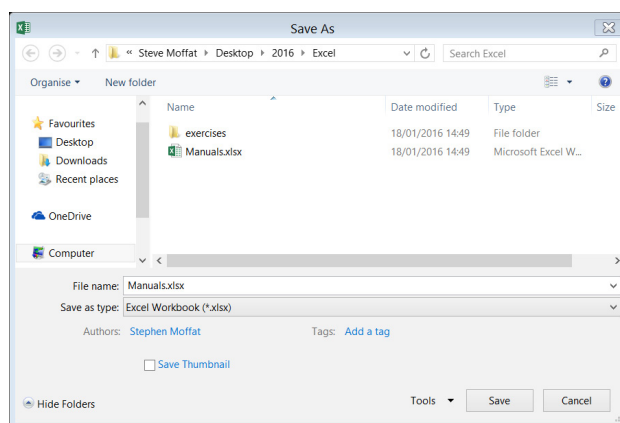 Save As
« Steve Moffat ▸ Desktop ▸ 2016 ▸ Excel
Search Excel
Organise ▾ New folder
Name Date modified Type Size
Favourites
Desktop
Downloads
Recent places
OneDrive
Computer
exercises 18/01/2016 14:49 File folder
Manuals.xlsx 18/01/2016 14:49 Microsoft Excel W...
File name: Manuals.xlsx
Save as type: Excel Workbook (*.xlsx)
Authors: Stephen Moffat Tags: Add a tag
Save Thumbnail
Hide Folders Tools ▾ Save Cancel